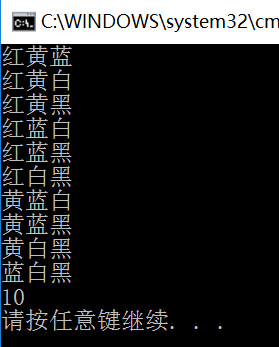 C:\WINDOWS\system32\cm
红黄蓝
红黄白
红黄黑
红蓝白
红蓝黑
红白黑
黄蓝白
黄蓝黑
黄白黑
蓝白黑
10
请按任意键继续. . .